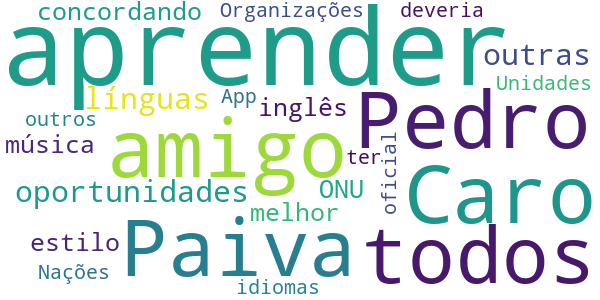 concordando Organizações deveria
aprender outras
Unidades
línguas App inglês Pedro
outros
música amigo ter oficial
oportunidades ONU Caro
melhor
estilo Paiva todos
Nações
idiomas